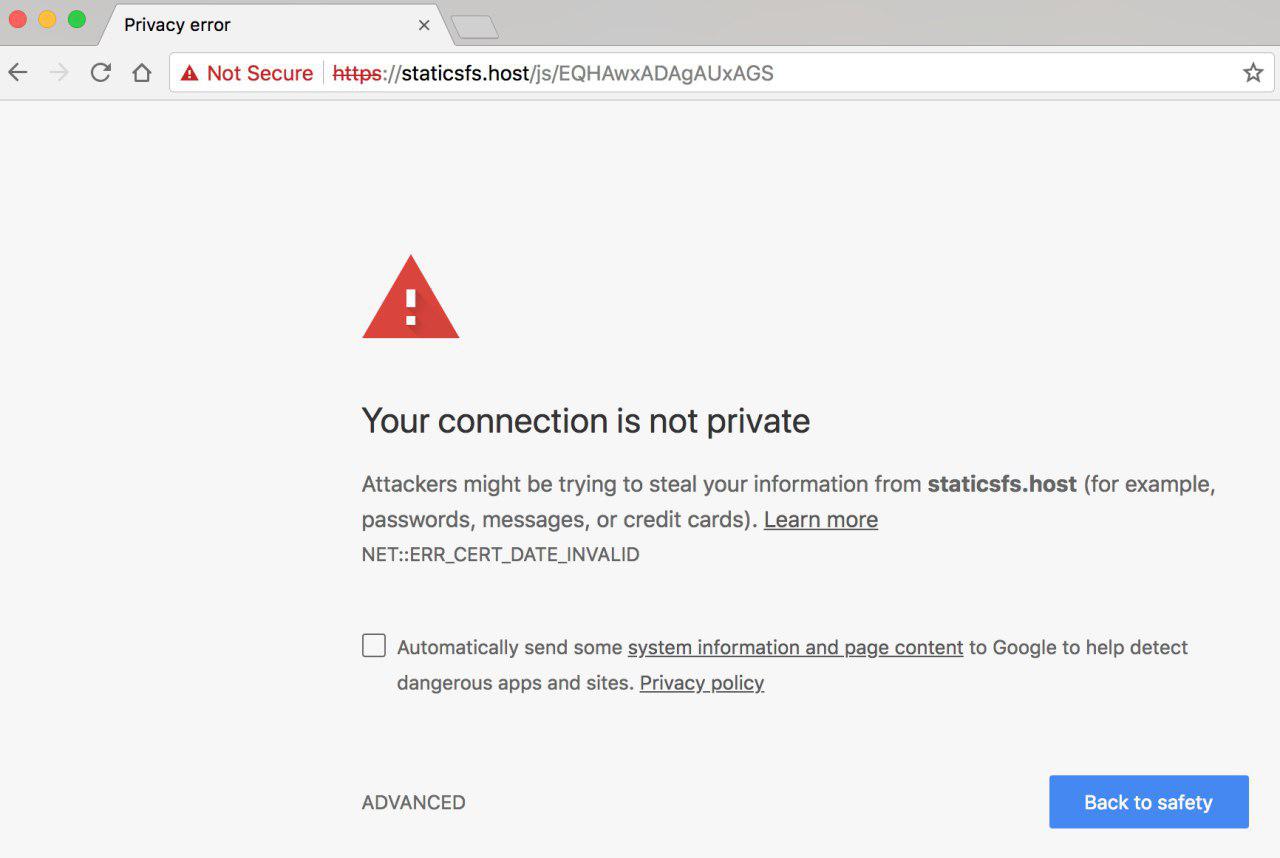 Privacy error
Not Secure https://staticsfs.host/js/EQHAwxADAgAUxAGS
Your connection is not private
Attackers might be trying to steal your information from staticsfs.host (for example,
passwords, messages, or credit cards). Learn more
NET::ERR_CERT_DATE_INVALID
Automatically send some system information and page content to Google to help detect
dangerous apps and sites. Privacy policy
ADVANCED
Back to safety